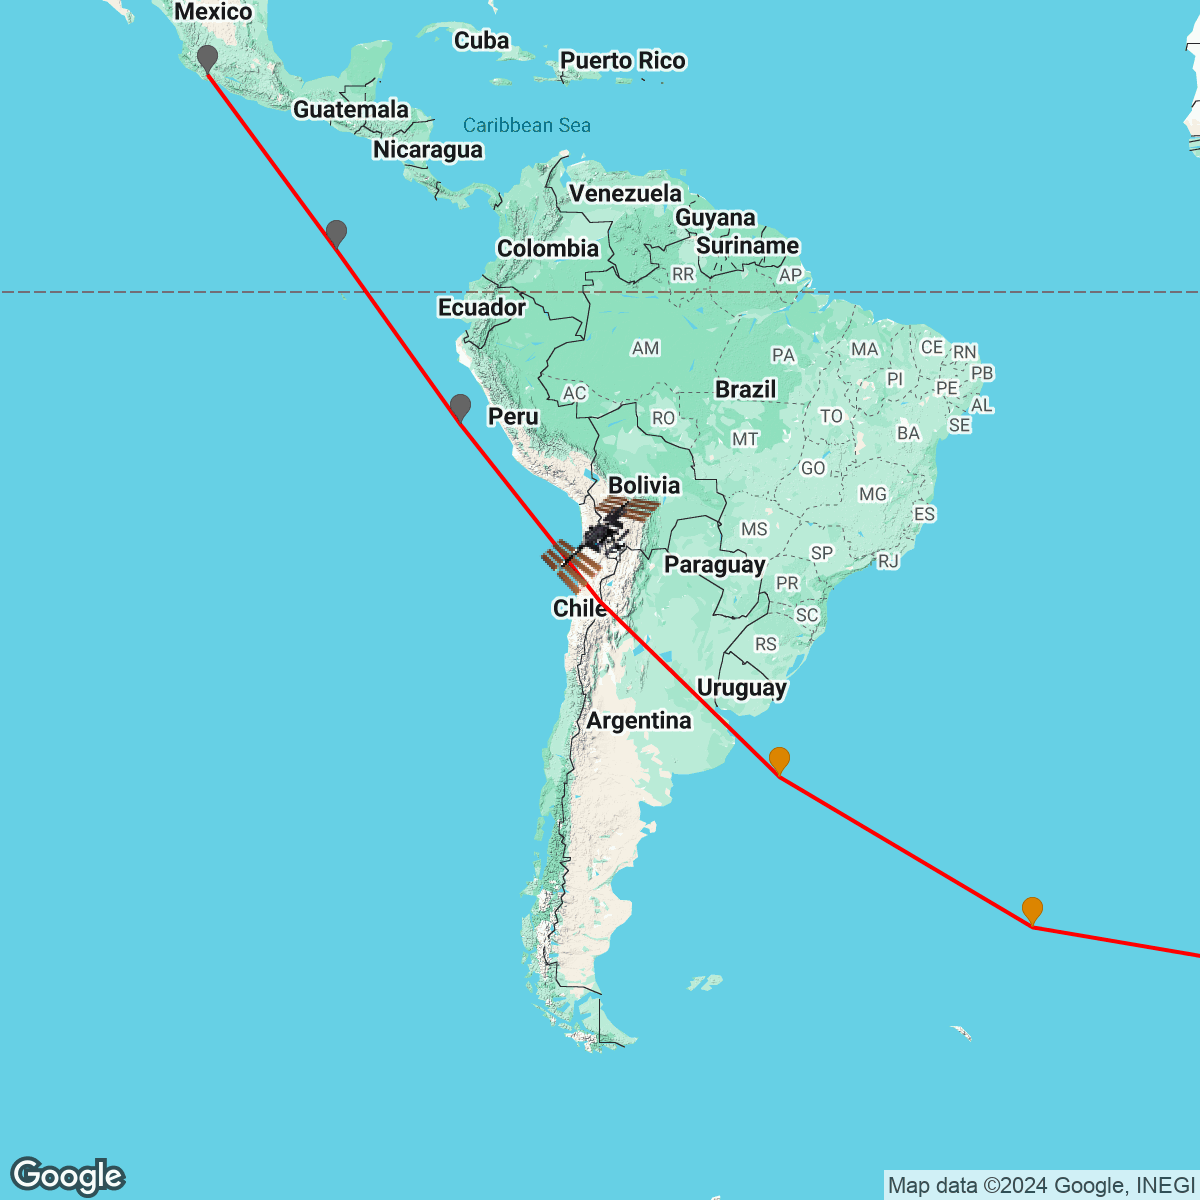 Mexico
Cuba
Puerto Rico
Guatemala
Caribbean Sea
Nicaragua
Venezuela
Guyana
Colombia
Suriname
RR
AP
Ecuador
AM
PA
MA
CE
RN
PB
PI
PE
AC
Brazil
AL
Peru
RO
TO
SE
MT
BA
GO
Bolivia
MG
ES
MS
SP
RJ
Paraguay
PR
Chile
SC
RS
Uruguay
Argentina
Google
Map data ©2024 Google, INEGI